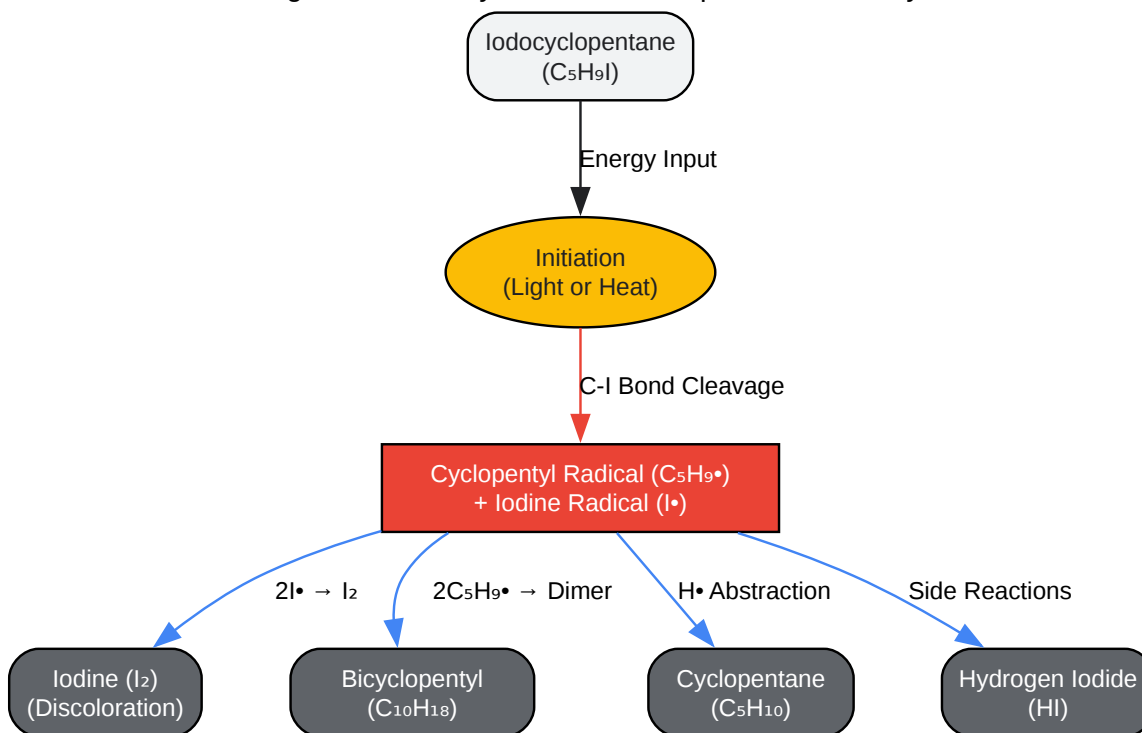 Iodocyclopentane
(C₅H₉I)
Energy Input
Initiation
(Light or Heat)
C-I Bond Cleavage
Cyclopentyl Radical (C₅H₉•)
+ Iodine Radical (I•)
2I• → I₂
2C₅H₉• → Dimer
H• Abstraction
Side Reactions
Iodine (I₂)
(Discoloration)
Bicyclopentyl
(C₁₀H₁₈)
Cyclopentane
(C₅H₁₀)
Hydrogen Iodide
(HI)